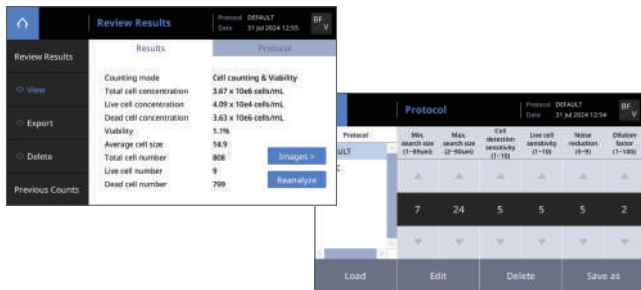 Review Results
Protocol DEFAULT
Date 31 Jul 2024 12:55
BF
V
Review Results
View
Export
Delete
Previous Counts
Results
Protocol
Counting mode Cell counting & Viability
Total cell concentration 3.67 x 10e6 cells/mL
Live cell concentration 4.09 x 10e6 cells/mL
Dead cell concentration 3.63 x 10e6 cells/mL
Viability 1.1%
Average cell size 14.9
Total cell number 808
Live cell number 9
Dead cell number 799
Images >
Reanalyze
Protocol
Protocol DEFAULT
Date 31 Jul 2024 12:54
BF
V
Protocol
ULT
C
Min. search size (1~89um)
Max. search size (2~90um)
Cell detection sensitivity (1~10)
Live cell sensitivity (1~10)
Noise reduction (0~9)
Dilution factor (1~100)
7 24 5 5 5 2
Load Edit Delete Save as